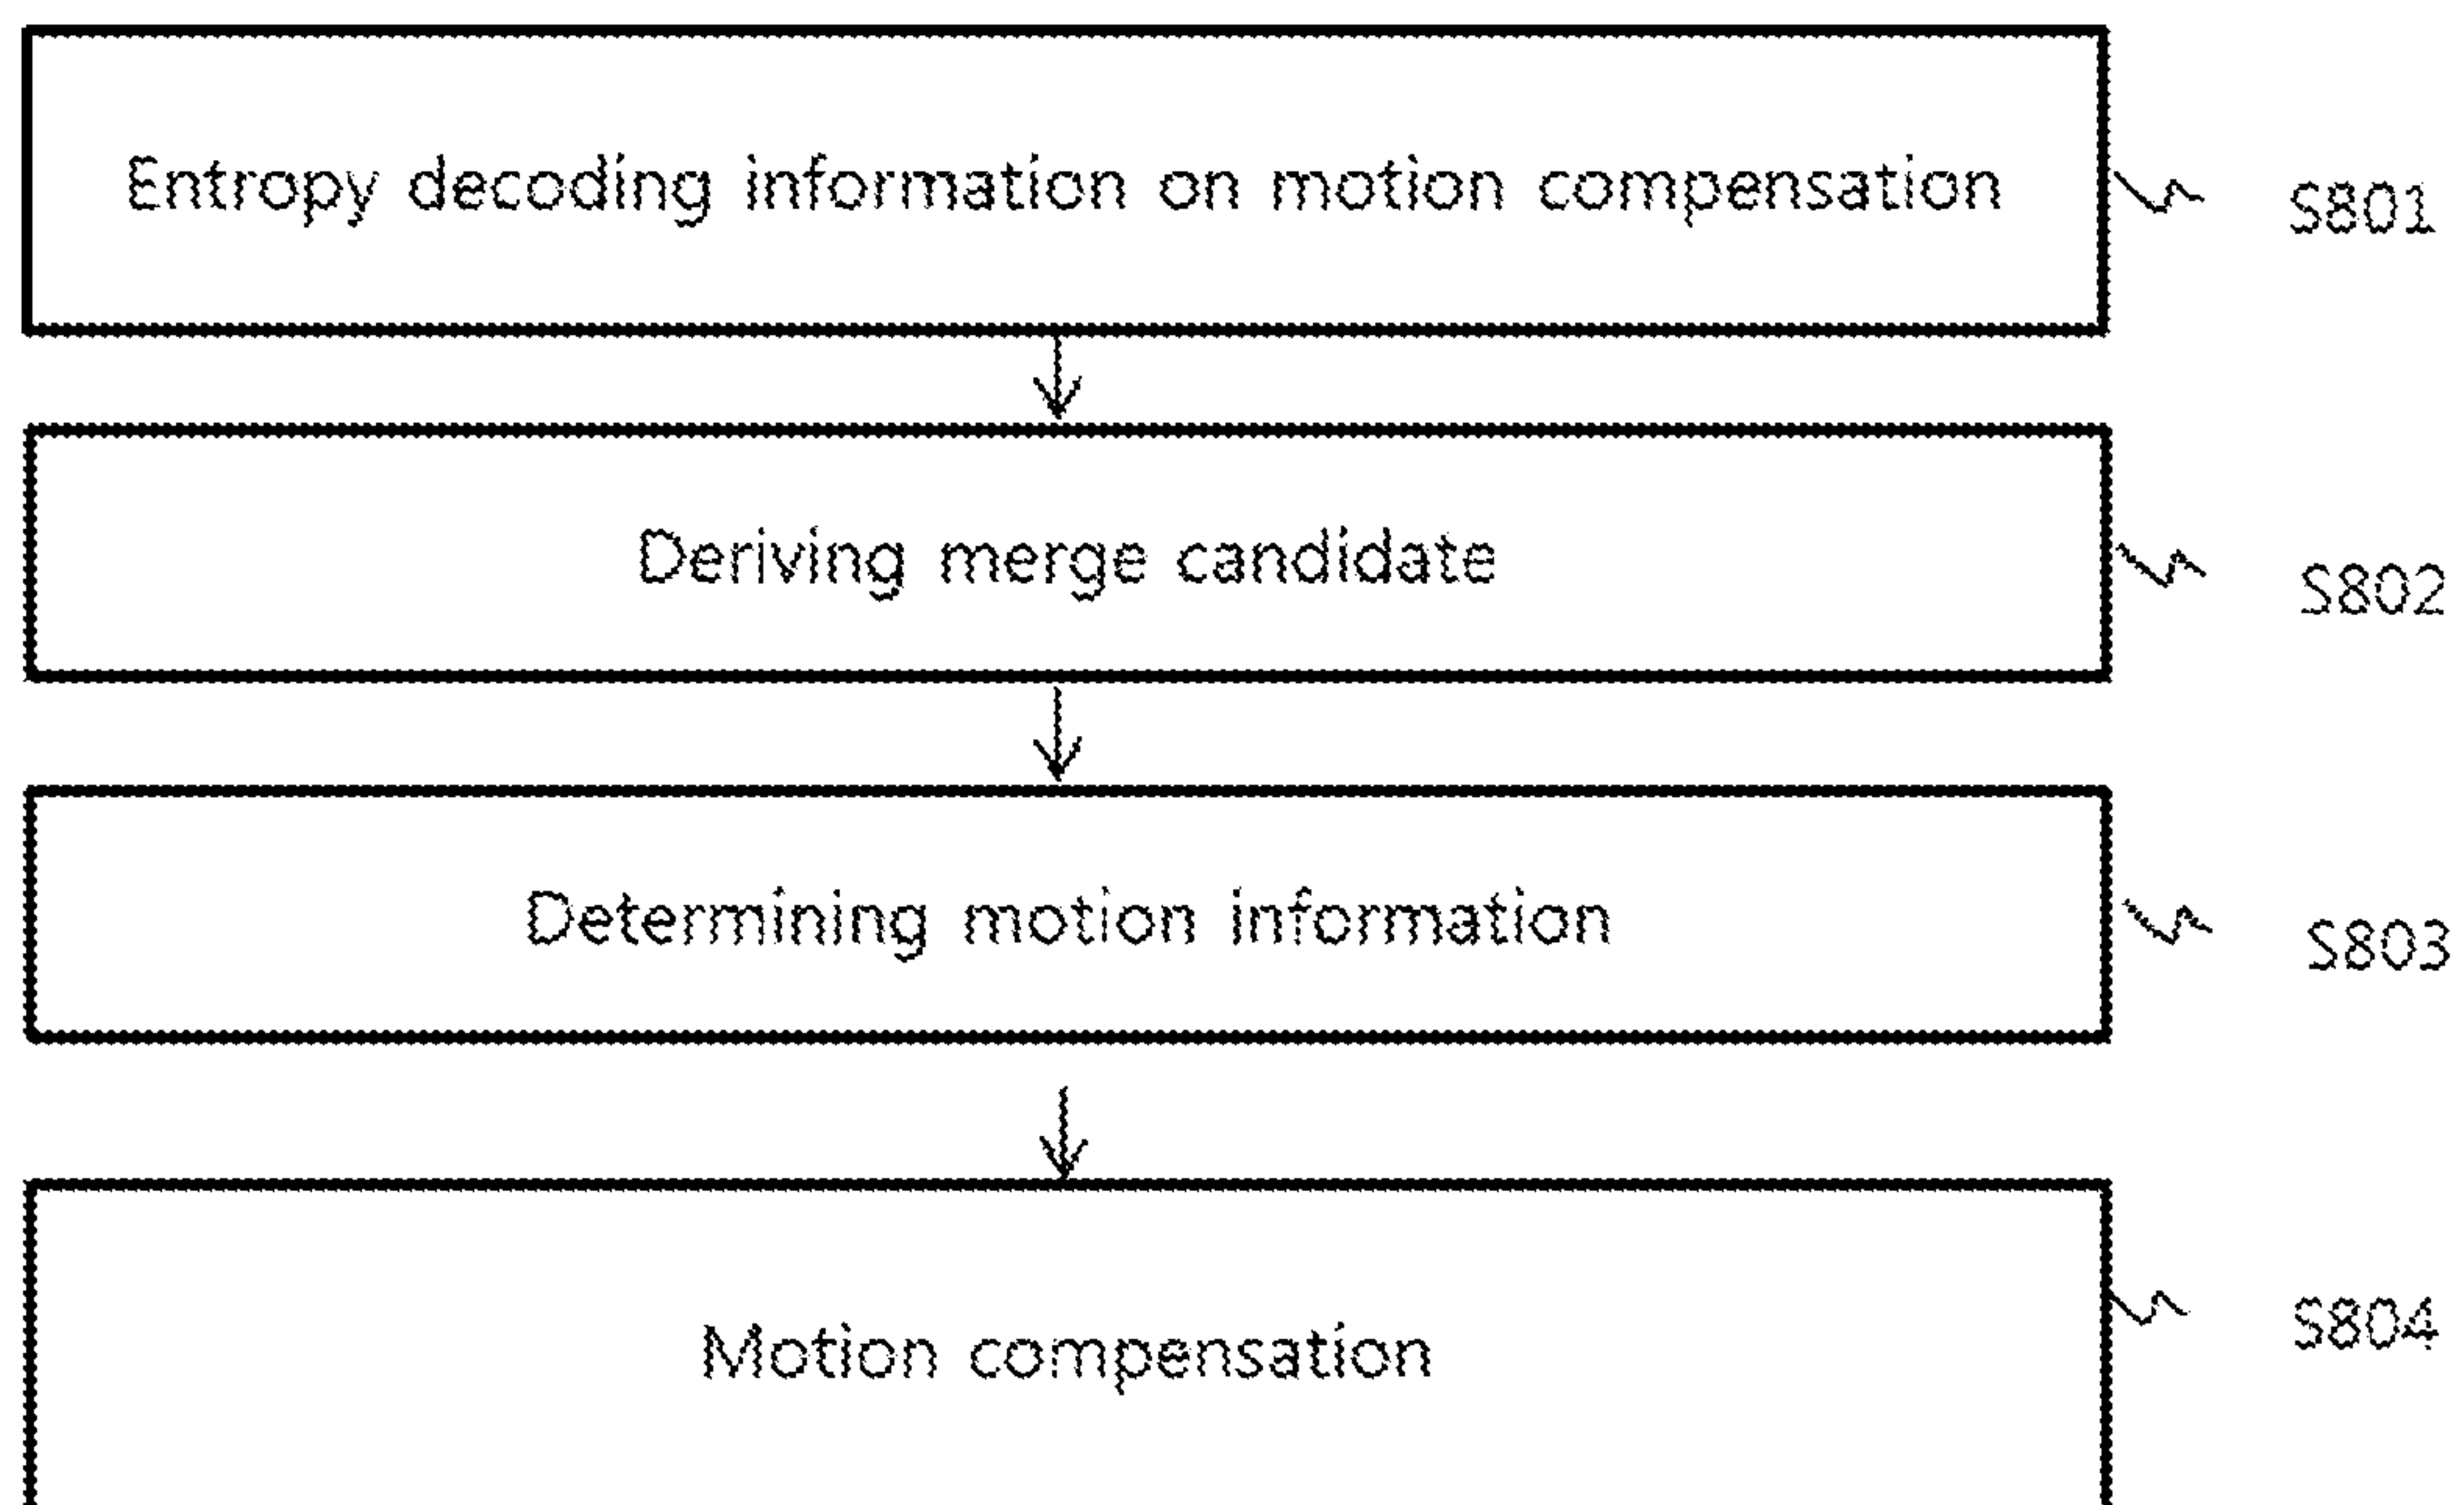 Entropy decoding information on motion compensation
S801
Deriving merge candidate
S802
Determining motion information
S803
Motion compensation
S804